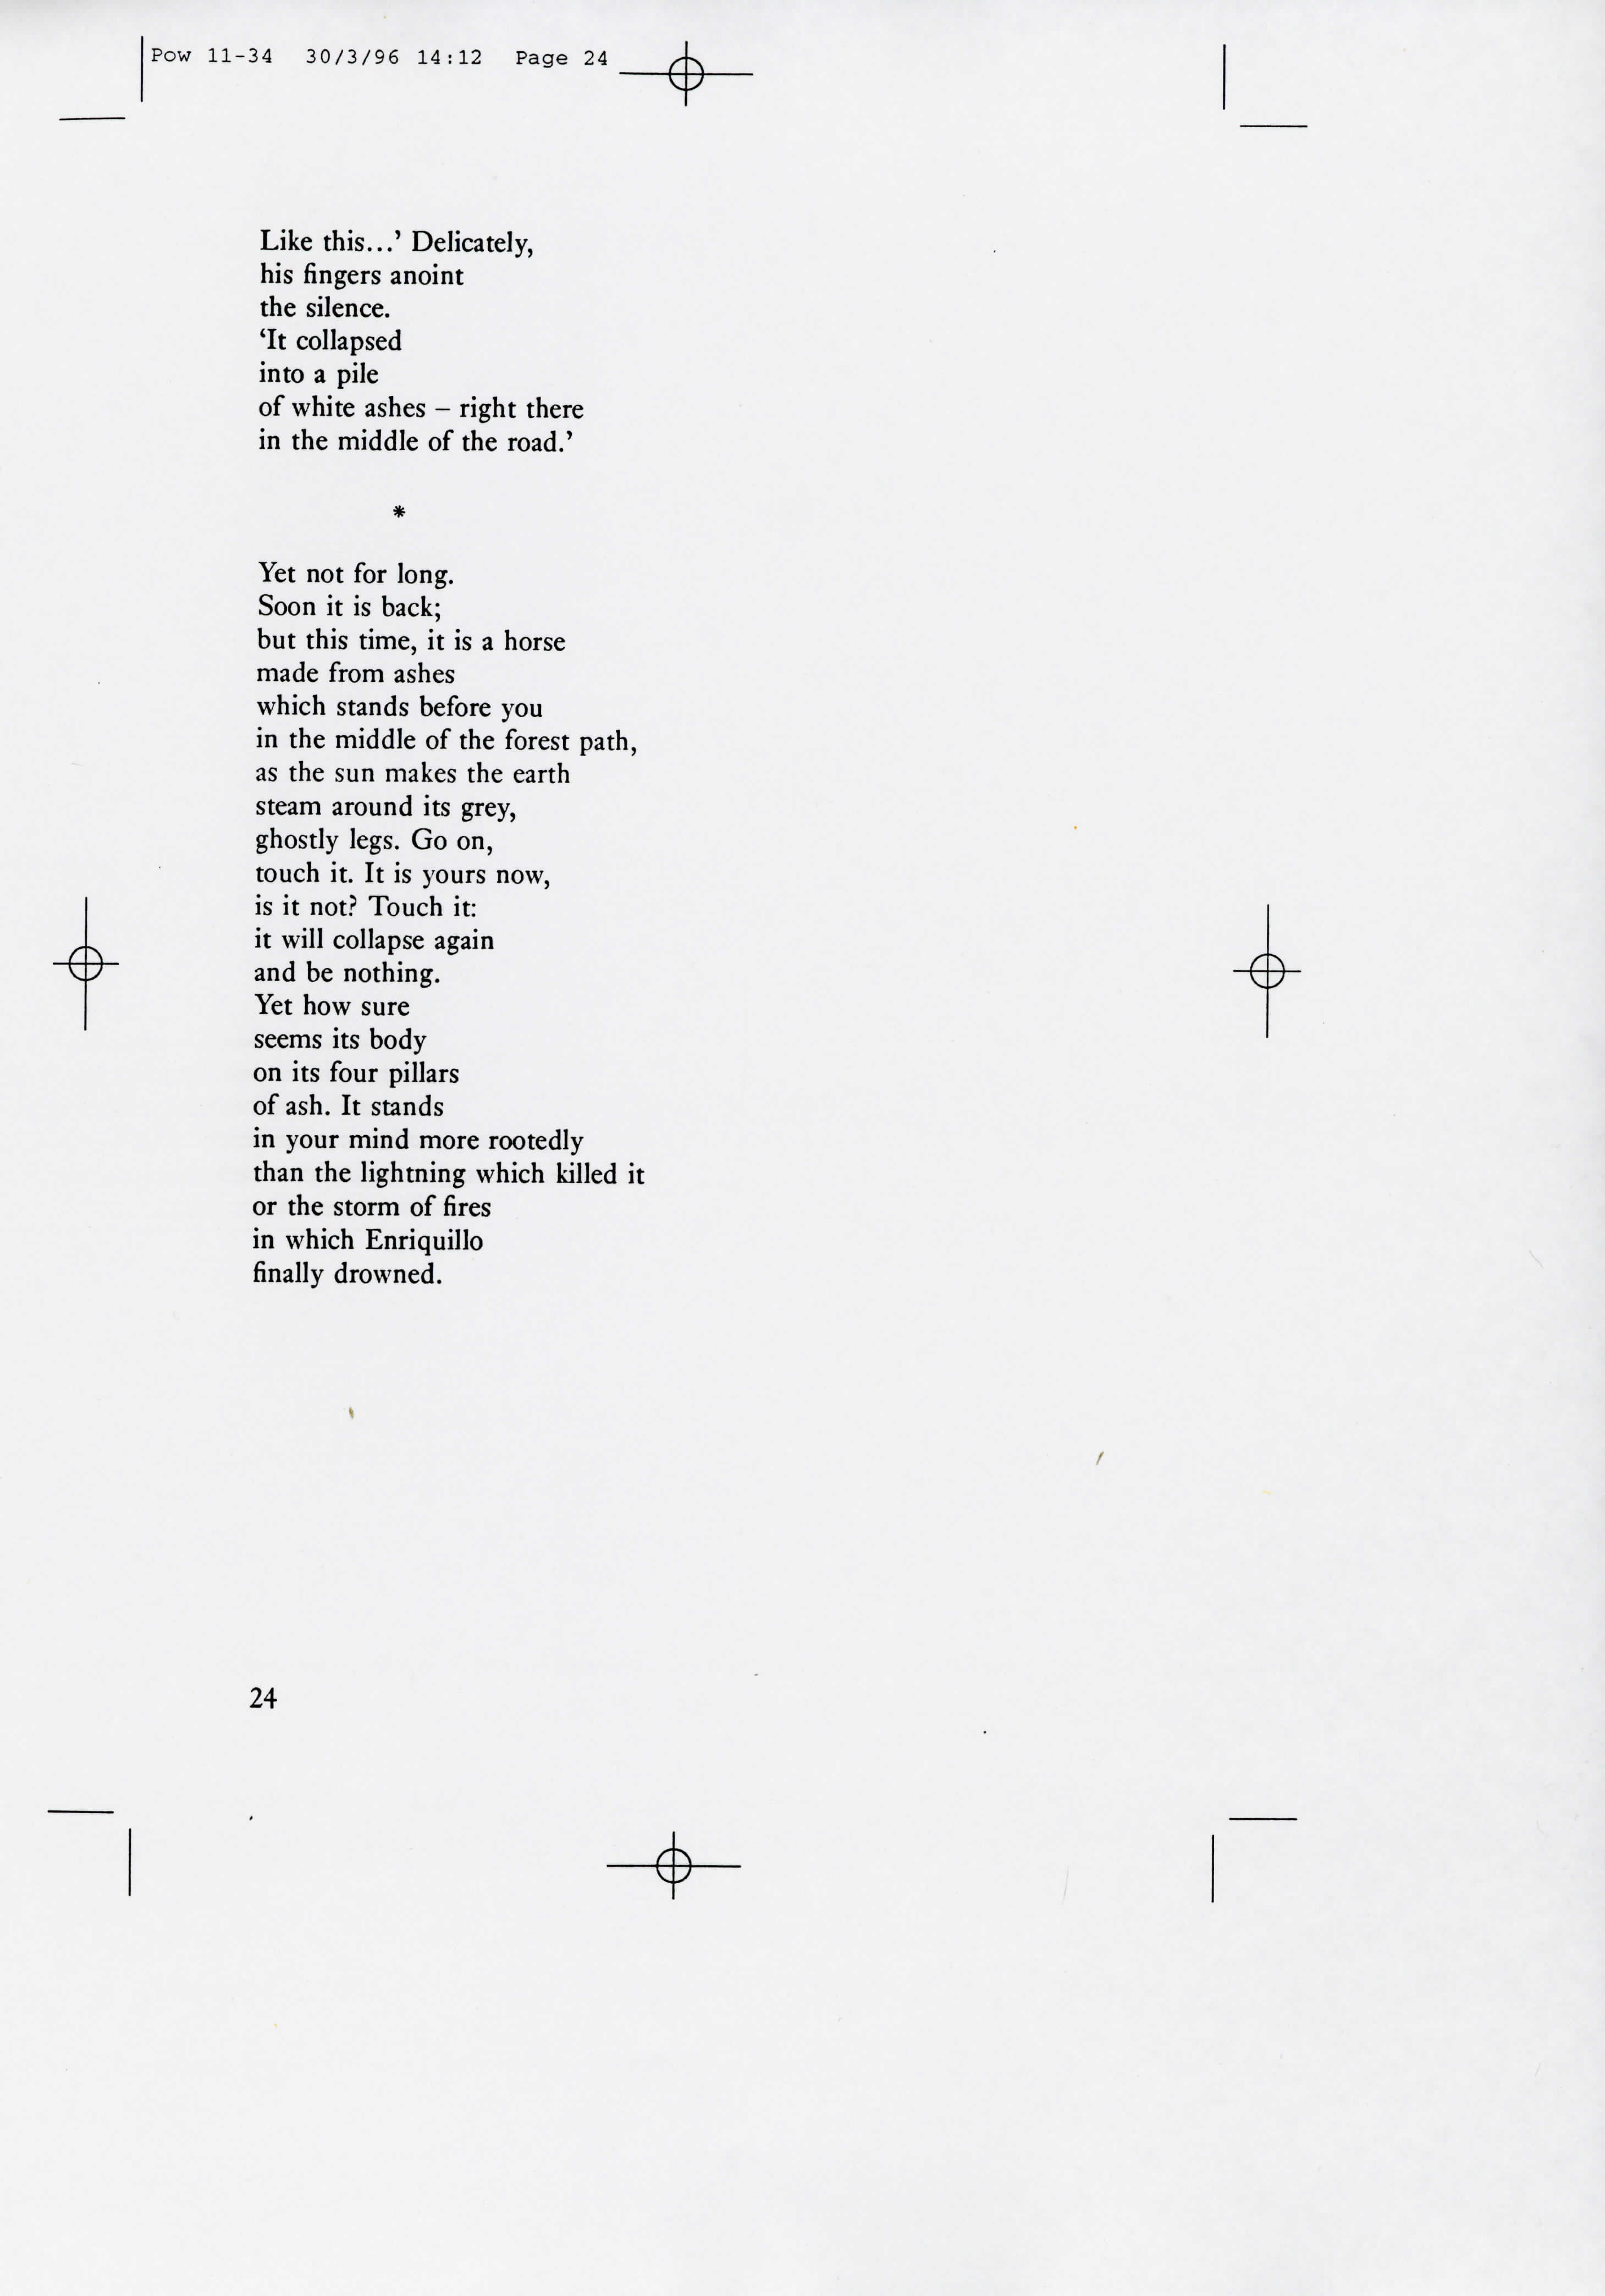 Pow 11-34 30/3/96 14:12 Page 24
Like this...’ Delicately,
his fingers anoint
the silence.
‘It collapsed
into a pile
of white ashes – right there
in the middle of the road.’
*
Yet not for long.
Soon it is back;
but this time, it is a horse
made from ashes
which stands before you
in the middle of the forest path,
as the sun makes the earth
steam around its grey,
ghostly legs. Go on,
touch it. It is yours now,
is it not? Touch it:
it will collapse again
and be nothing.
Yet how sure
seems its body
on its four pillars
of ash. It stands
in your mind more rootedly
than the lightning which killed it
or the storm of fires
in which Enriquillo
finally drowned.
24